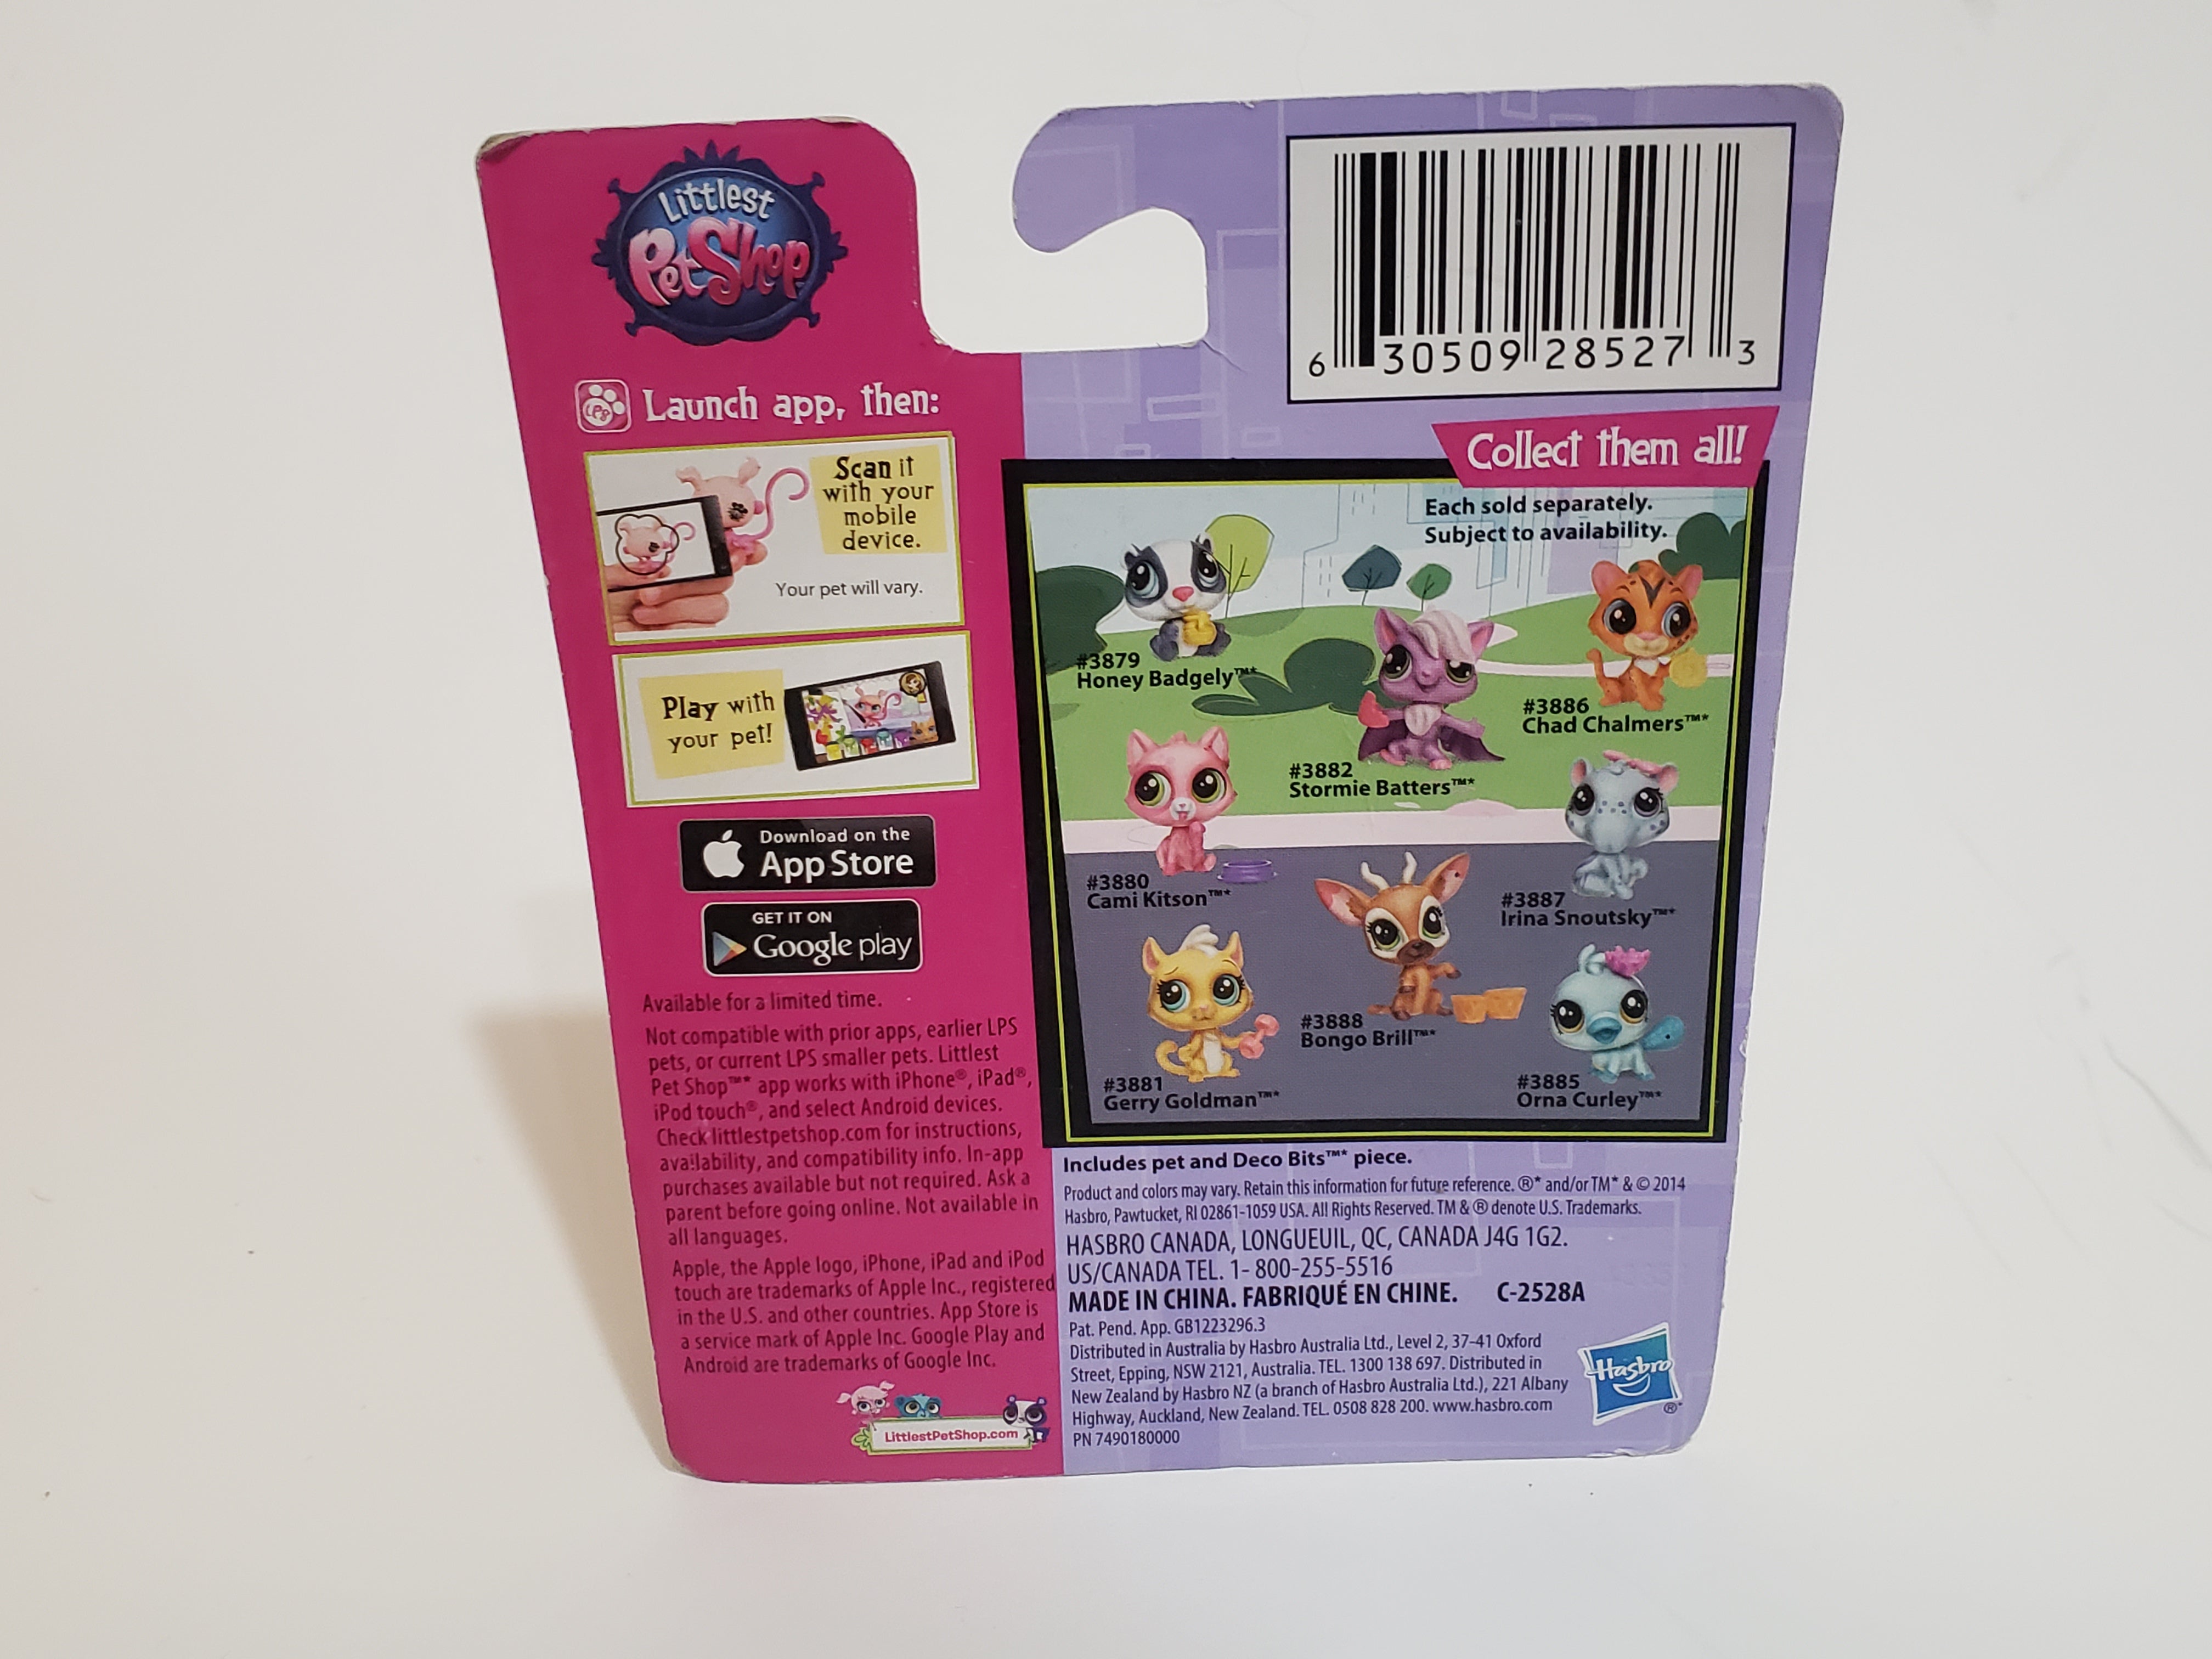 Littlest
Pet Shop
6 30509 28527 3
LPS
Launch app, then:
Scan it
with your
mobile
device.
Your pet will vary.
Play with
your pet!
Download on the
App Store
GET IT ON
Google play
Available for a limited time.
Not compatible with prior apps, earlier LPS
pets, or current LPS smaller pets. Littlest
Pet Shop™* app works with iPhone®, iPad®,
iPod touch®, and select Android devices.
Check littlestpetshop.com for instructions,
availability, and compatibility info. In-app
purchases available but not required. Ask a
parent before going online. Not available in
all languages.
Apple, the Apple logo, iPhone, iPad and iPod
touch are trademarks of Apple Inc., registered
in the U.S. and other countries. App Store is
a service mark of Apple Inc. Google Play and
Android are trademarks of Google Inc.
LittlestPetShop.com
Collect them all!
Each sold separately.
Subject to availability.
#3879
Honey Badgely™*
#3886
Chad Chalmers™*
#3882
Stormie Batters™*
#3880
Cami Kitson™*
#3887
Irina Snoutsky™*
#3888
Bongo Brill™*
#3881
Gerry Goldman™*
#3885
Orna Curley™*
Includes pet and Deco Bits™* piece.
Product and colors may vary. Retain this information for future reference. ®* and/or TM* & © 2014
Hasbro, Pawtucket, RI 02861-1059 USA. All Rights Reserved. TM & ® denote U.S. Trademarks.
HASBRO CANADA, LONGUEUIL, QC, CANADA J4G 1G2.
US/CANADA TEL. 1- 800-255-5516
MADE IN CHINA. FABRIQUÉ EN CHINE. C-2528A
Pat. Pend. App. GB1223296.3
Distributed in Australia by Hasbro Australia Ltd., Level 2, 37-41 Oxford
Street, Epping, NSW 2121, Australia. TEL. 1300 138 697. Distributed in
New Zealand by Hasbro NZ (a branch of Hasbro Australia Ltd.), 221 Albany
Highway, Auckland, New Zealand. TEL. 0508 828 200. www.hasbro.com
PN 7490180000
Hasbro
®*